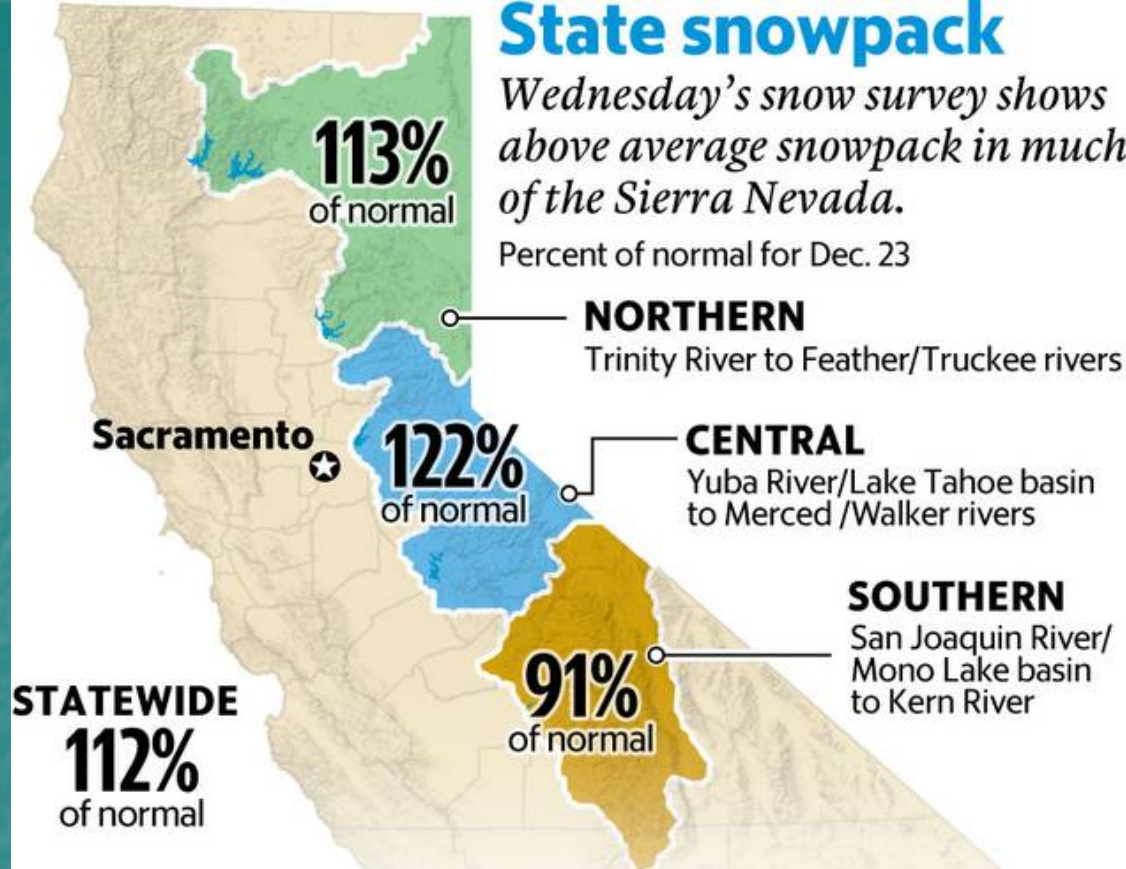 State snowpack
Wednesday's snow survey shows
above average snowpack in much
of the Sierra Nevada.
Percent of normal for Dec. 23
113%
of normal
NORTHERN
Trinity River to Feather/Truckee rivers
Sacramento
122%
of normal
CENTRAL
Yuba River/Lake Tahoe basin
to Merced /Walker rivers
SOUTHERN
San Joaquin River/
Mono Lake basin
to Kern River
91%
of normal
STATEWIDE
112%
of normal